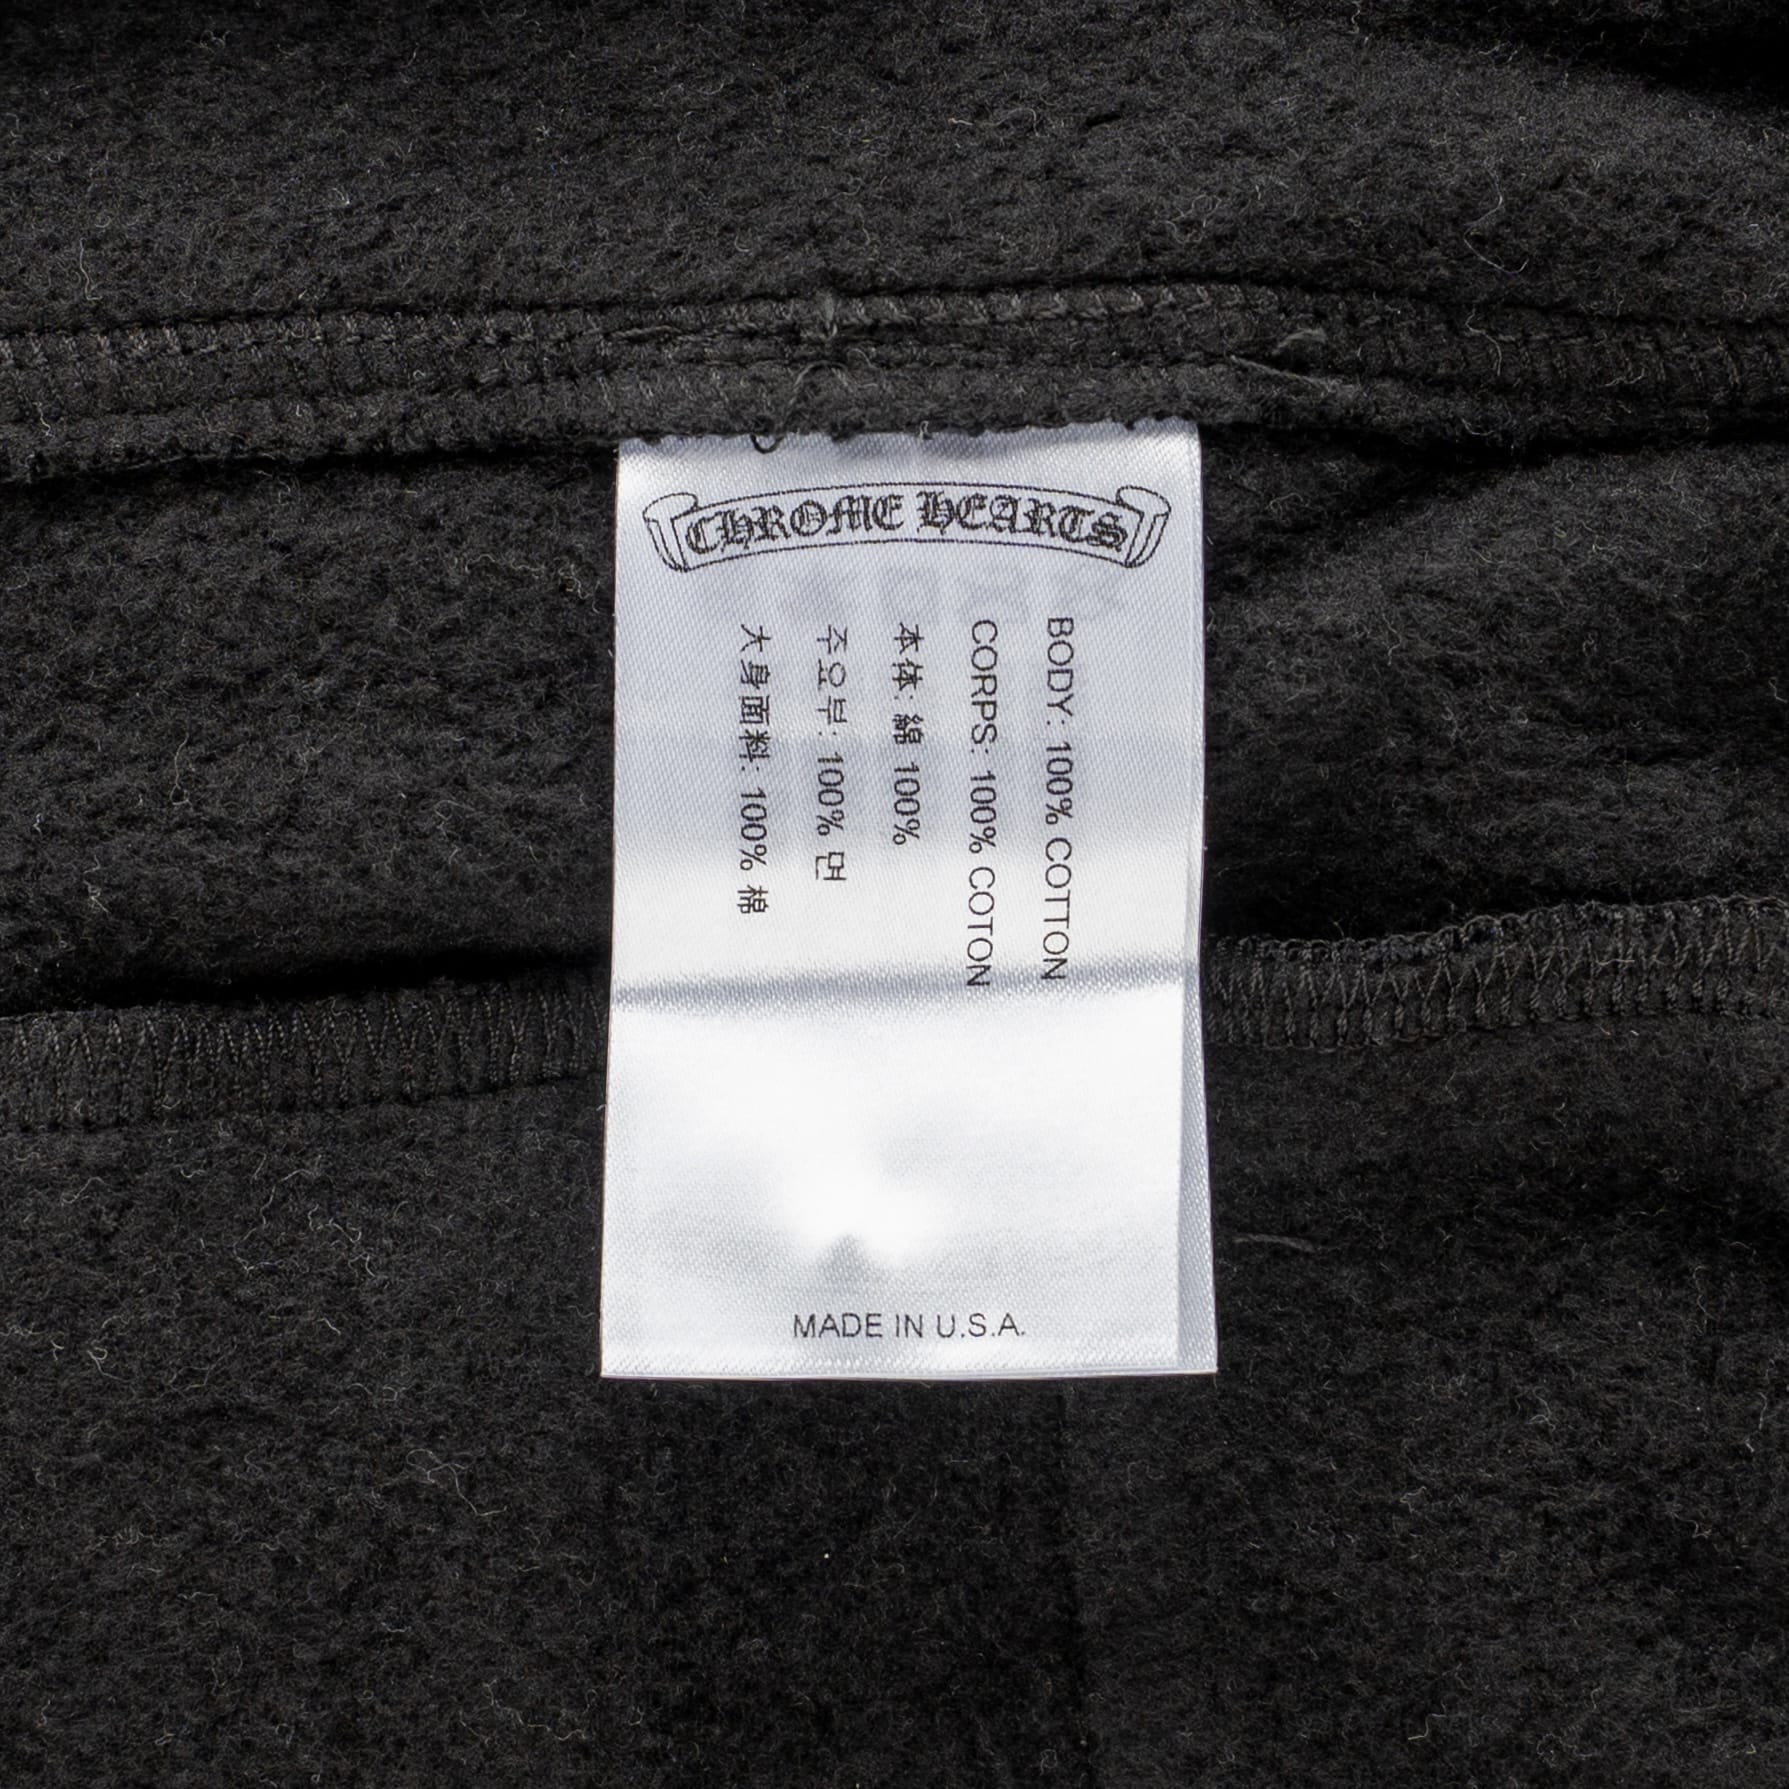 CHROME HEARTS
BODY: 100% COTTON
CORPS: 100% COTON
本体: 綿 100%
주요부: 100% 면
大身面料: 100% 棉
MADE IN U.S.A.